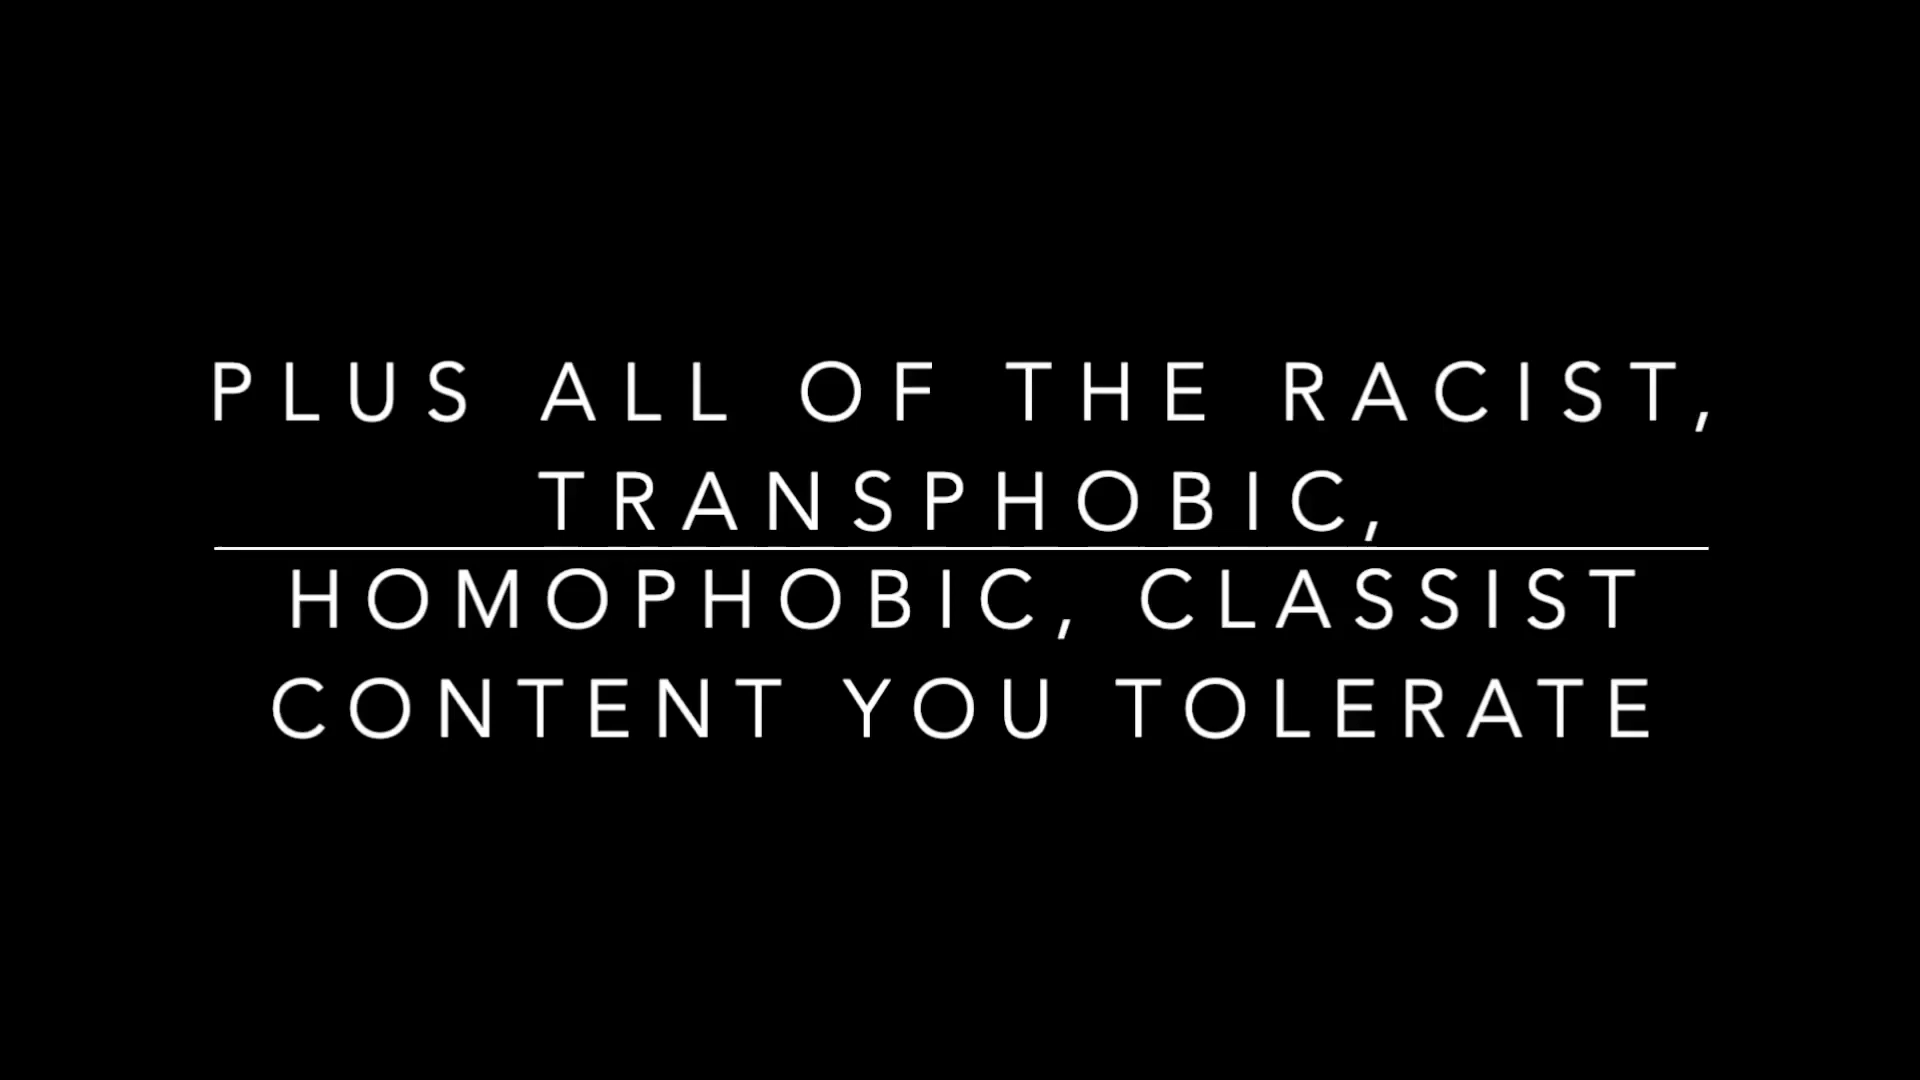 PLUS ALL OF THE RACIST,
TRANSPHOBIC,
HOMOPHOBIC, CLASSIST
CONTENT YOU TOLERATE